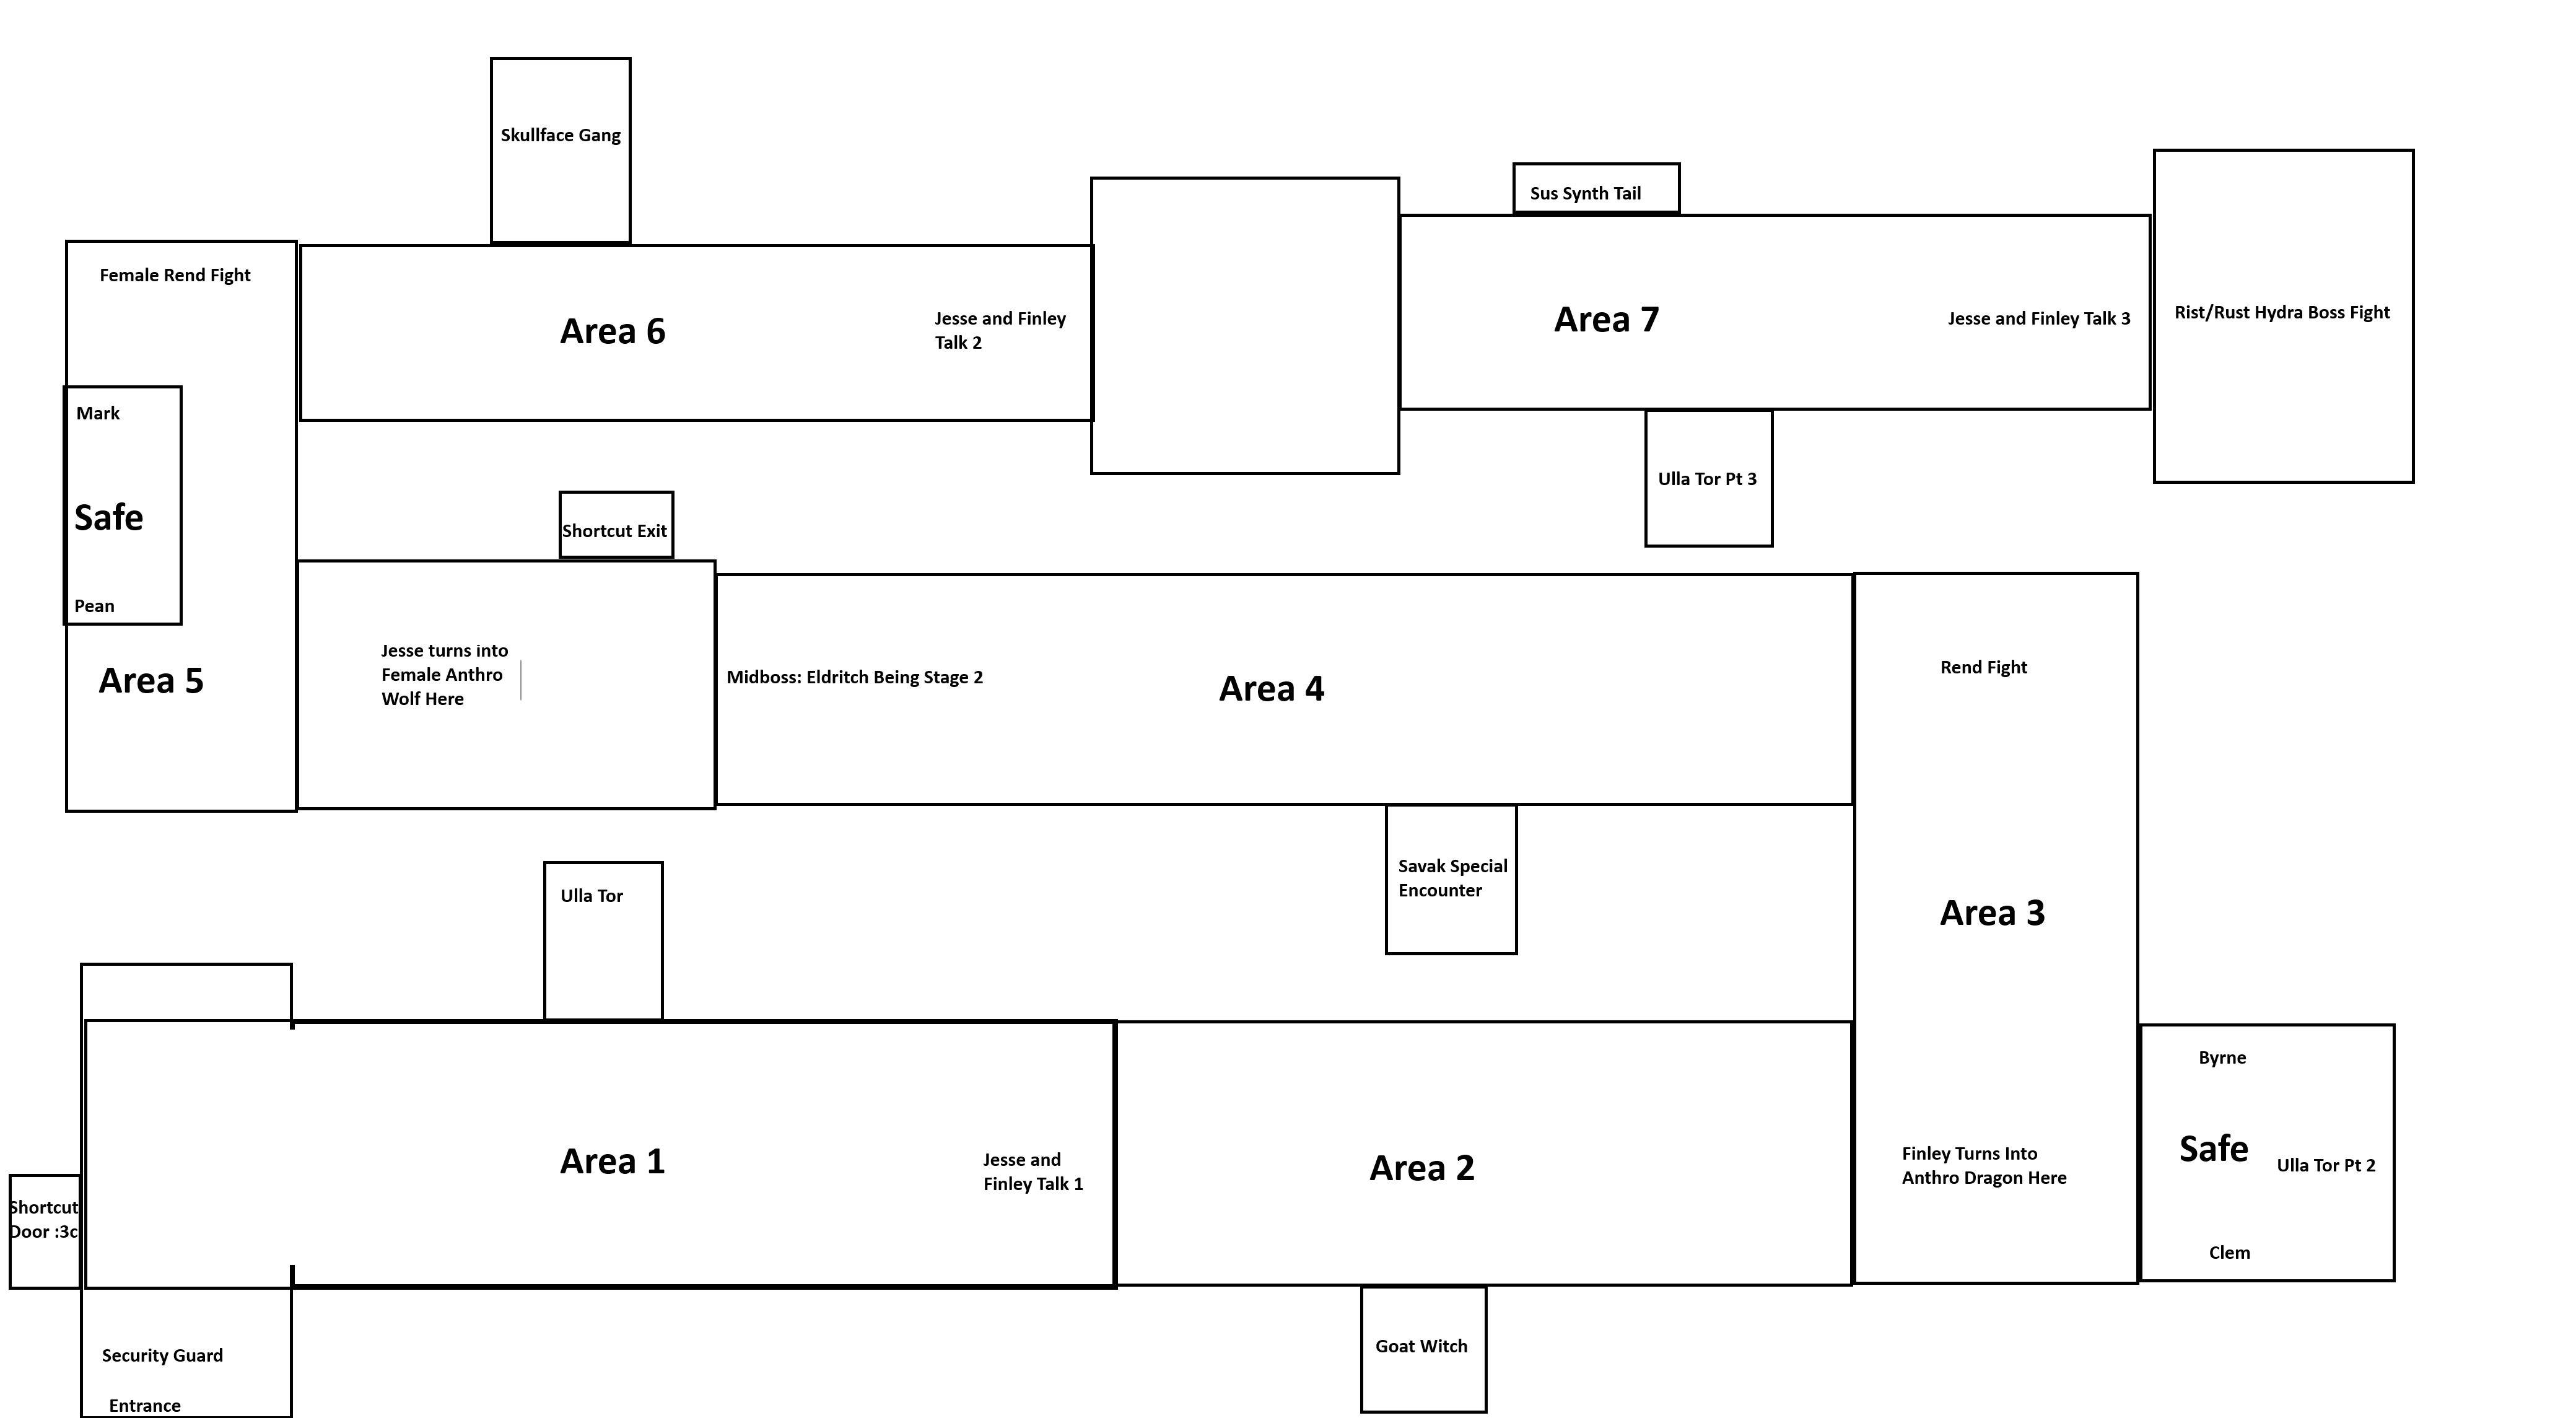 Skullface Gang
Sus Synth Tail
Female Rend Fight
Area 6
Jesse and Finley
Talk 2
Area 7
Jesse and Finley Talk 3
Rist/Rust Hydra Boss Fight
Mark
Safe
Pean
Area 5
Shortcut Exit
Ulla Tor Pt 3
Jesse turns into
Female Anthro
Wolf Here
Midboss: Eldritch Being Stage 2
Area 4
Rend Fight
Savak Special
Encounter
Ulla Tor
Area 3
Byrne
Safe
Ulla Tor Pt 2
Clem
Area 1
Jesse and
Finley Talk 1
Area 2
Finley Turns Into
Anthro Dragon Here
Shortcut
Door :3c
Security Guard
Entrance
Goat Witch